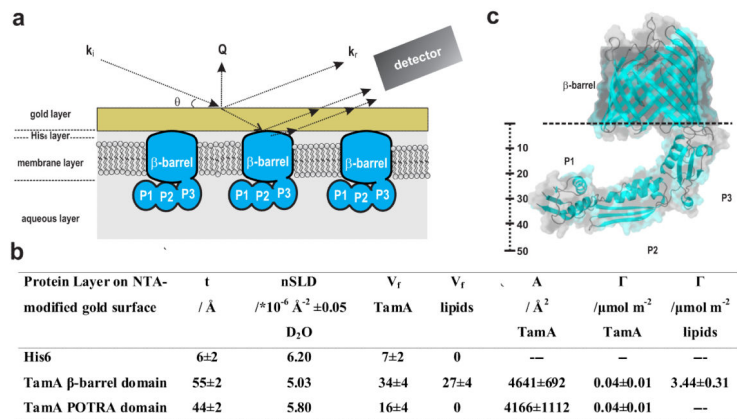 a
c
k_i
Q
k_r
detector
θ
gold layer
His₆ layer
membrane layer
aqueous layer
β-barrel
β-barrel
β-barrel
P1 P2 P3
P1 P2 P3
P1 P2 P3
β-barrel
10
20
30
40
50
P1
P2
P3
b
Protein Layer on NTA- t nSLD V_f V_f A Γ Γ
modified gold surface / Å /*10⁻⁶ Å⁻² ±0.05 TamA lipids / Å² /μmol m⁻² /μmol m⁻²
D₂O TamA TamA lipids
His6 6±2 6.20 7±2 0 --- -- ---
TamA β-barrel domain 55±2 5.03 34±4 27±4 4641±692 0.04±0.01 3.44±0.31
TamA POTRA domain 44±2 5.80 16±4 0 4166±1112 0.04±0.01 ---